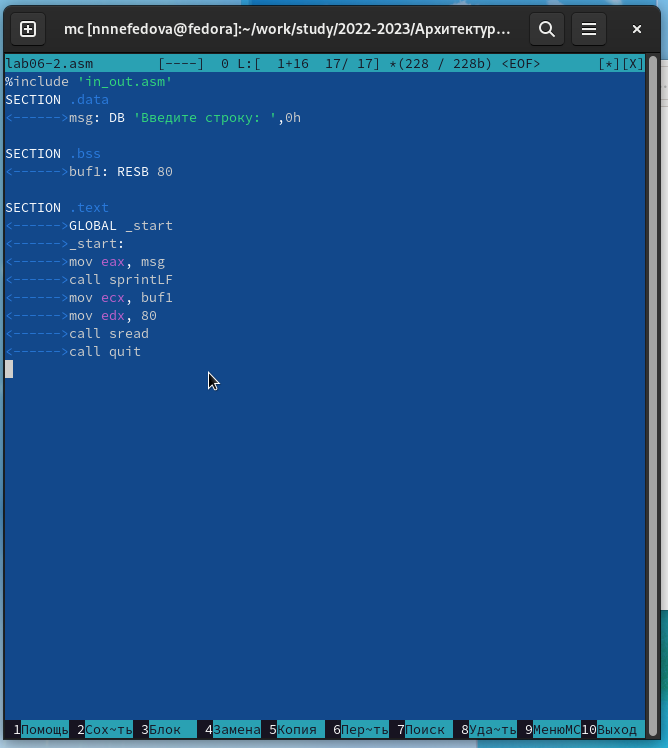 mc [nnnefedova@fedora]:~/work/study/2022-2023/Архитектур...
lab06-2.asm [----] 0 L:[ 1+16 17/ 17] *(228 / 228b) <EOF> [*][X]
%include 'in_out.asm'
SECTION .data
<------>msg: DB 'Введите строку: ',0h
SECTION .bss
<------>buf1: RESB 80
SECTION .text
<------>GLOBAL _start
<------>_start:
<------>mov eax, msg
<------>call sprintLF
<------>mov ecx, buf1
<------>mov edx, 80
<------>call sread
<------>call quit
1Помощь 2Сох~ть 3Блок 4Замена 5Копия 6Пер~ть 7Поиск 8Уда~ть 9МенюMC 10Выход